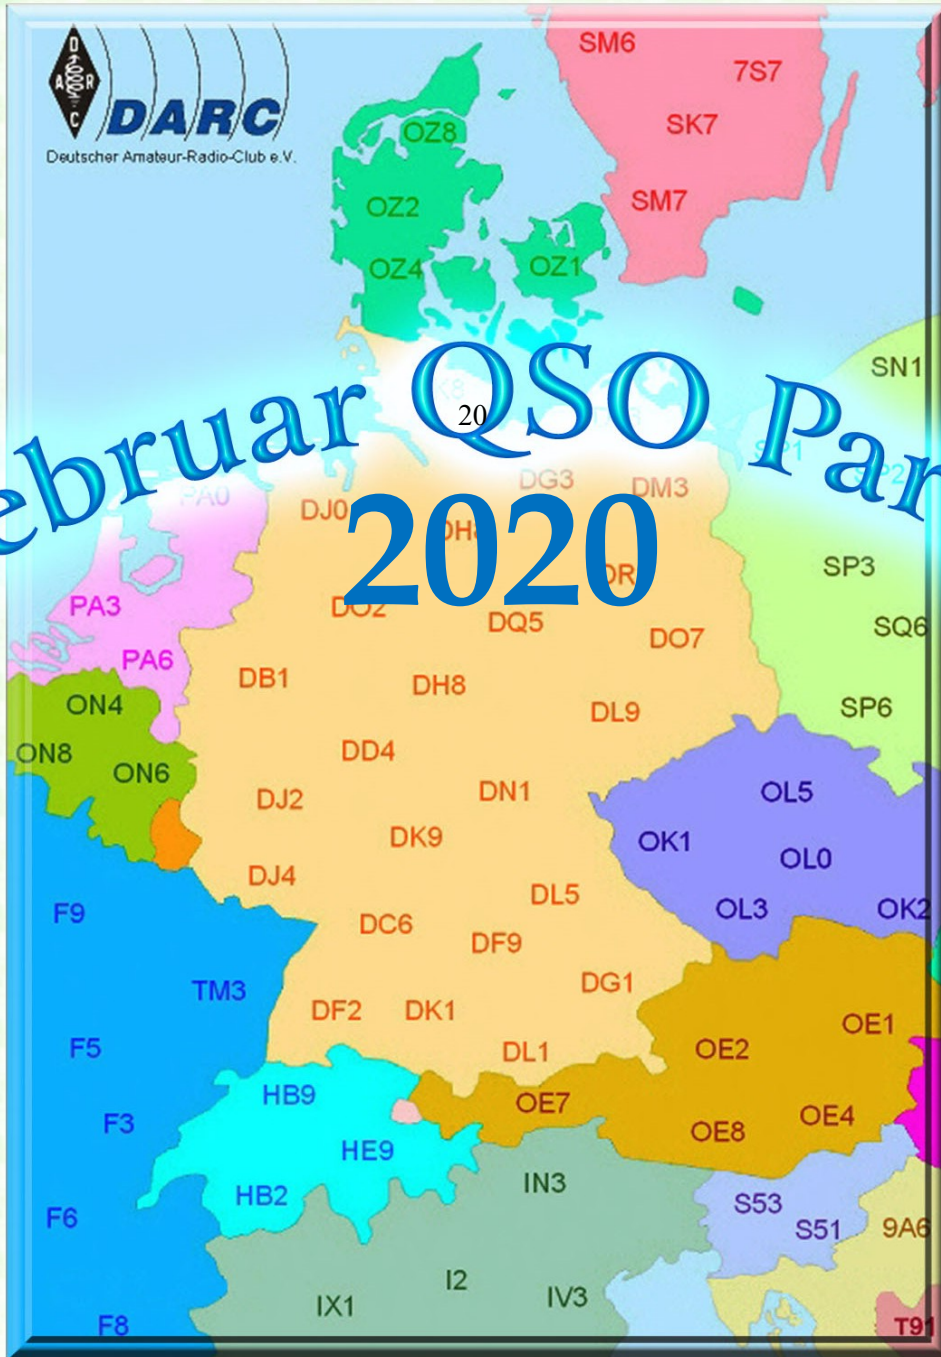 D
A R
C
DARC
Deutscher Amateur-Radio-Club e.V.
SM6
7S7
OZ8
SK7
OZ2
SM7
OZ4
OZ1
SN1
ebruar QSO Par
20
SP1
SP2
PA0
DG3
DM3
DJ0
2020
SP3
PA3
DO2
DQ5
SQ6
DO7
PA6
DB1
DH8
ON4
DL9
SP6
ON8
DD4
ON6
DN1
OL5
DJ2
DK9
OK1
OL0
DJ4
DL5
F9
OL3
OK2
DC6
DF9
TM3
DG1
DF2
DK1
OE1
F5
DL1
OE2
HB9
OE7
OE4
F3
OE8
HE9
IN3
HB2
S53
F6
S51
9A6
I2
IV3
IX1
F8
T91